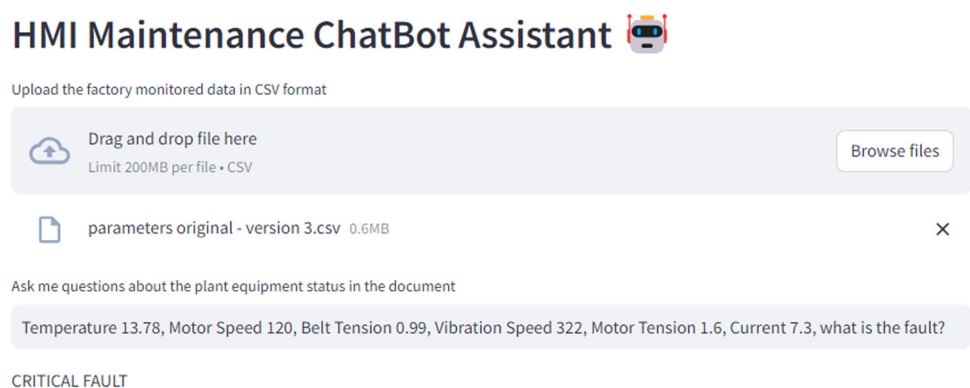 HMI Maintenance ChatBot Assistant
Upload the factory monitored data in CSV format
Drag and drop file here
Limit 200MB per file • CSV
Browse files
parameters original - version 3.csv 0.6MB
Ask me questions about the plant equipment status in the document
Temperature 13.78, Motor Speed 120, Belt Tension 0.99, Vibration Speed 322, Motor Tension 1.6, Current 7.3, what is the fault?
CRITICAL FAULT